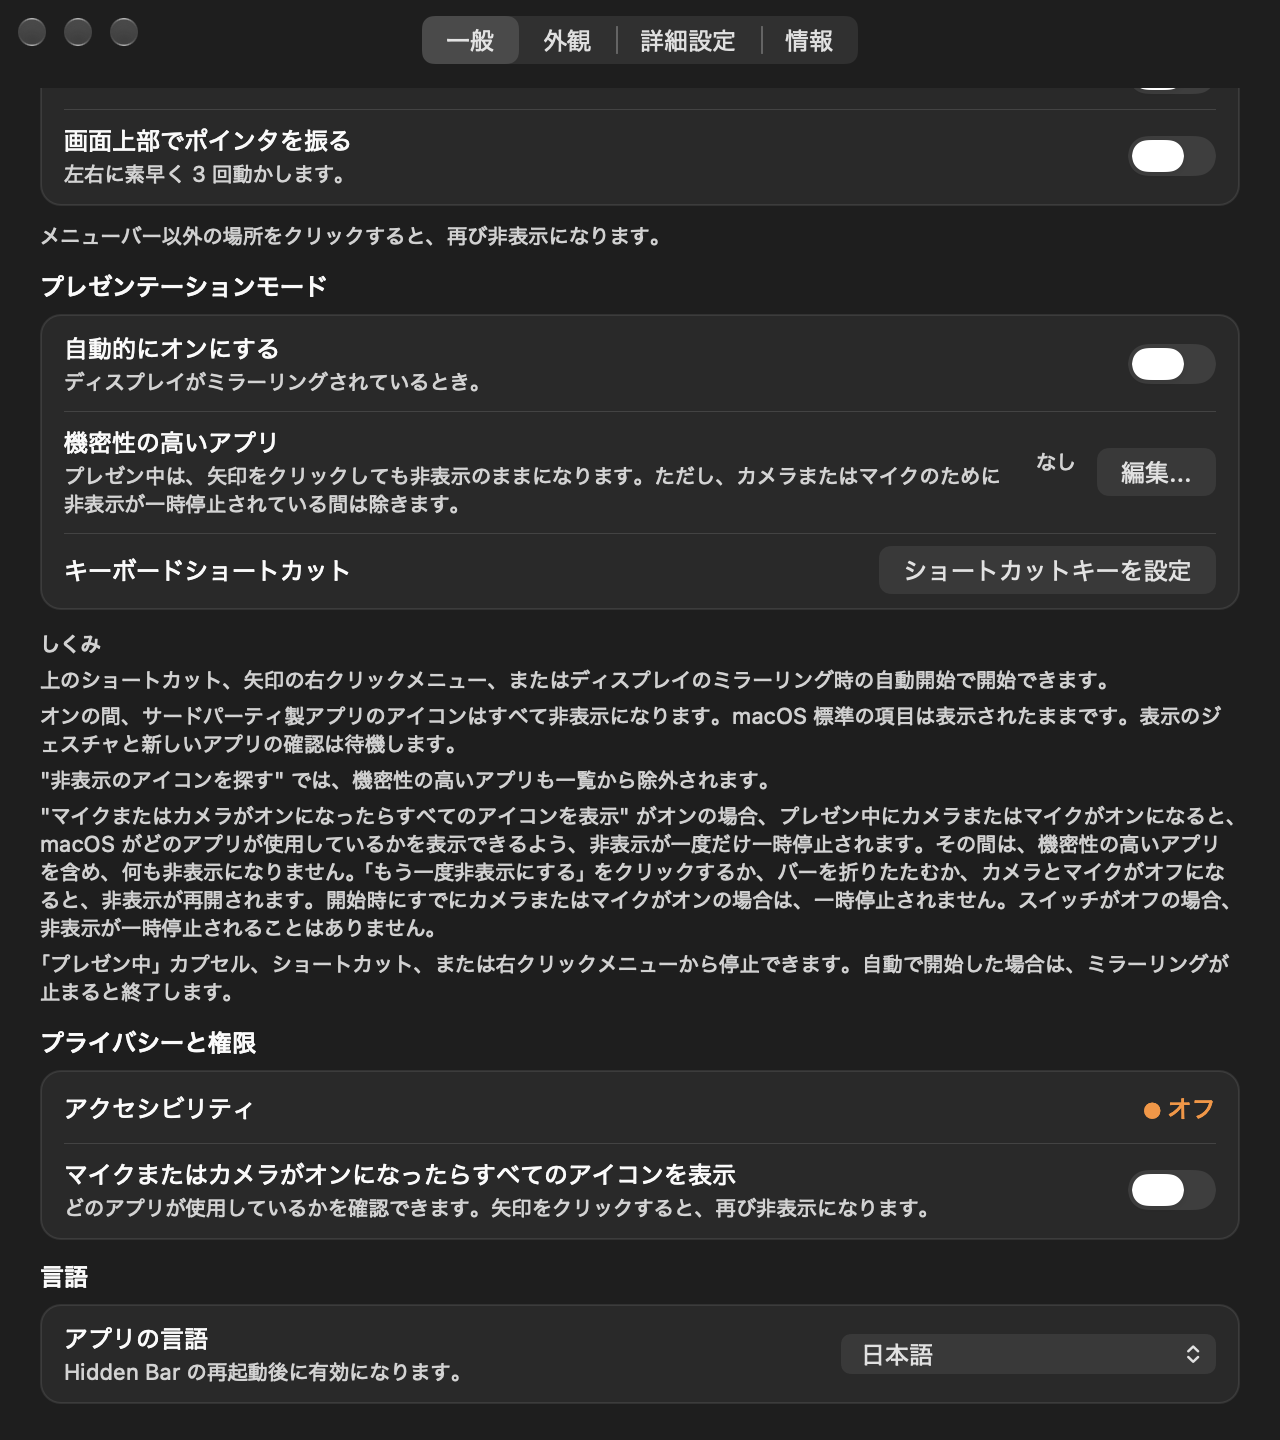 一般
外観
詳細設定
情報
画面上部でポインタを振る
左右に素早く 3 回動かします。
メニューバー以外の場所をクリックすると、再び非表示になります。
プレゼンテーションモード
自動的にオンにする
ディスプレイがミラーリングされているとき。
機密性の高いアプリ
プレゼン中は、矢印をクリックしても非表示のままになります。ただし、カメラまたはマイクのために
非表示が一時停止されている間は除きます。
なし
編集...
キーボードショートカット
ショートカットキーを設定
しくみ
上のショートカット、矢印の右クリックメニュー、またはディスプレイのミラーリング時の自動開始で開始できます。
オンの間、サードパーティ製アプリのアイコンはすべて非表示になります。macOS 標準の項目は表示されたままです。表示のジ
ェスチャと新しいアプリの確認は待機します。
"非表示のアイコンを探す" では、機密性の高いアプリも一覧から除外されます。
"マイクまたはカメラがオンになったらすべてのアイコンを表示" がオンの場合、プレゼン中にカメラまたはマイクがオンになると、
macOS がどのアプリが使用しているかを表示できるよう、非表示が一度だけ一時停止されます。その間は、機密性の高いアプリ
を含め、何も非表示になりません。「もう一度非表示にする」をクリックするか、バーを折りたたむか、カメラとマイクがオフにな
ると、非表示が再開されます。開始時にすでにカメラまたはマイクがオンの場合は、一時停止されません。スイッチがオフの場合、
非表示が一時停止されることはありません。
「プレゼン中」カプセル、ショートカット、または右クリックメニューから停止できます。自動で開始した場合は、ミラーリングが
止まると終了します。
プライバシーと権限
アクセシビリティ
オフ
マイクまたはカメラがオンになったらすべてのアイコンを表示
どのアプリが使用しているかを確認できます。矢印をクリックすると、再び非表示になります。
言語
アプリの言語
Hidden Bar の再起動後に有効になります。
日本語